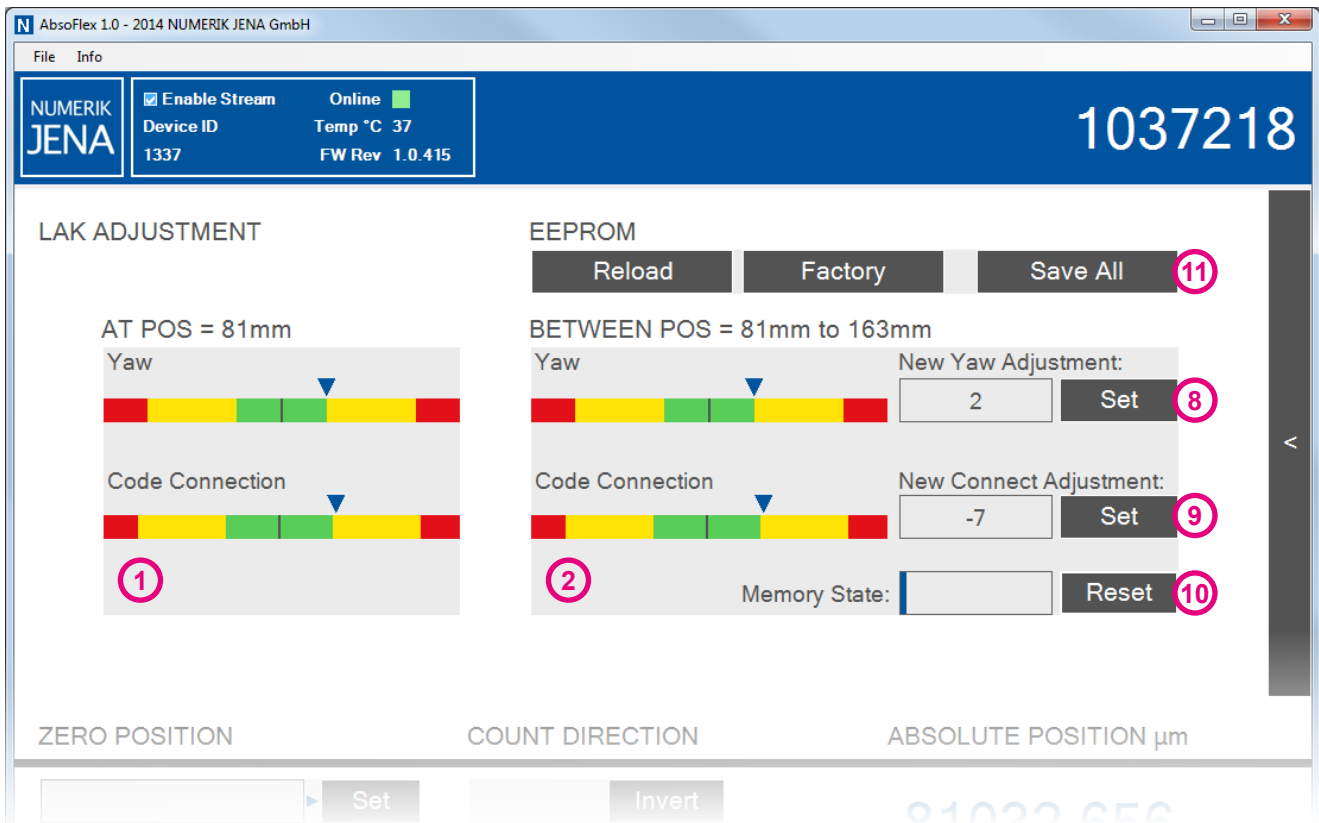 N AbsoFlex 1.0 - 2014 NUMERIK JENA GmbH
File Info
NUMERIK
JENA
Enable Stream Online
Device ID Temp °C 37
1337 FW Rev 1.0.415
1037218
LAK ADJUSTMENT
EEPROM
Reload Factory Save All 11
AT POS = 81mm
BETWEEN POS = 81mm to 163mm
Yaw
Yaw
New Yaw Adjustment:
2 Set 8
<
Code Connection
Code Connection
New Connect Adjustment:
-7 Set 9
1
2
Memory State: Reset 10
ZERO POSITION COUNT DIRECTION ABSOLUTE POSITION µm
Set Invert 81032,656